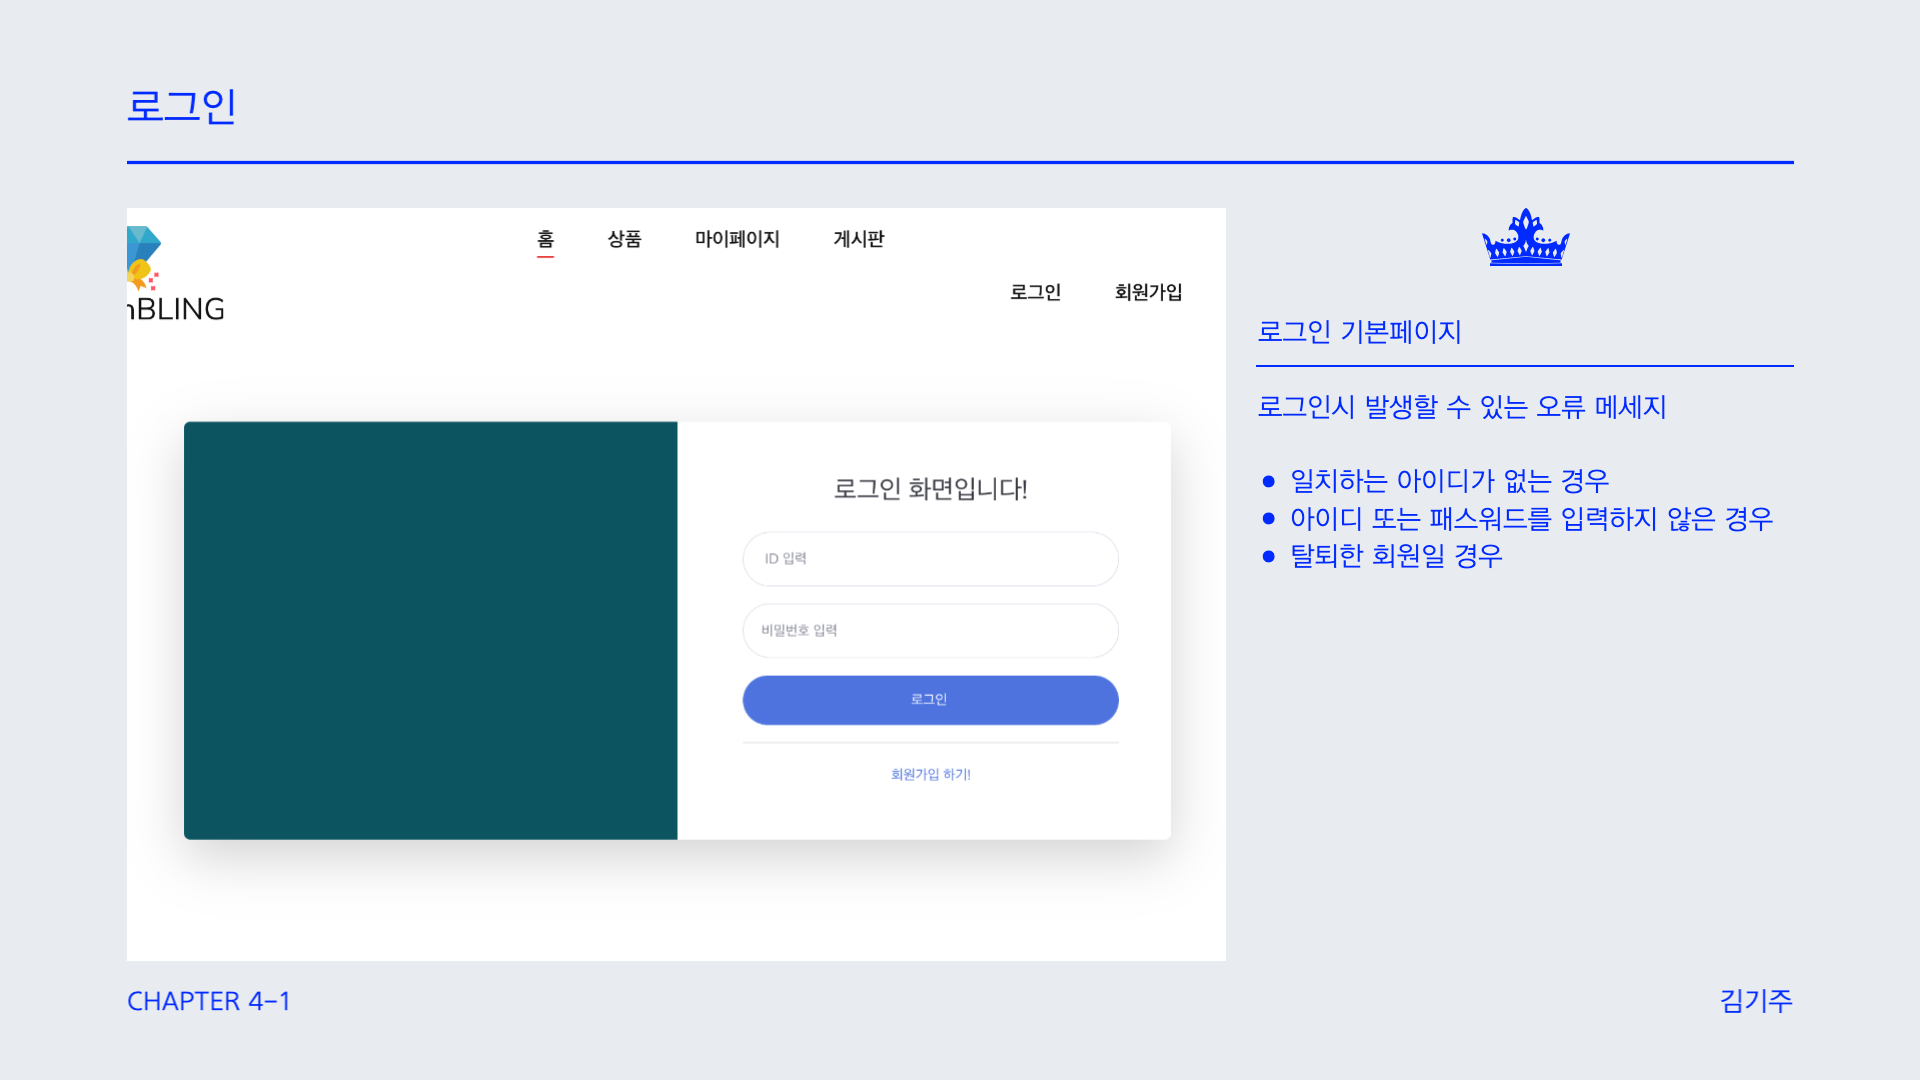 로그인
홈 상품 마이페이지 게시판
로그인 회원가입
nBLING
로그인 화면입니다!
ID 입력
비밀번호 입력
로그인
회원가입 하기!
로그인 기본페이지
로그인시 발생할 수 있는 오류 메세지
● 일치하는 아이디가 없는 경우
● 아이디 또는 패스워드를 입력하지 않은 경우
● 탈퇴한 회원일 경우
CHAPTER 4-1
김기주